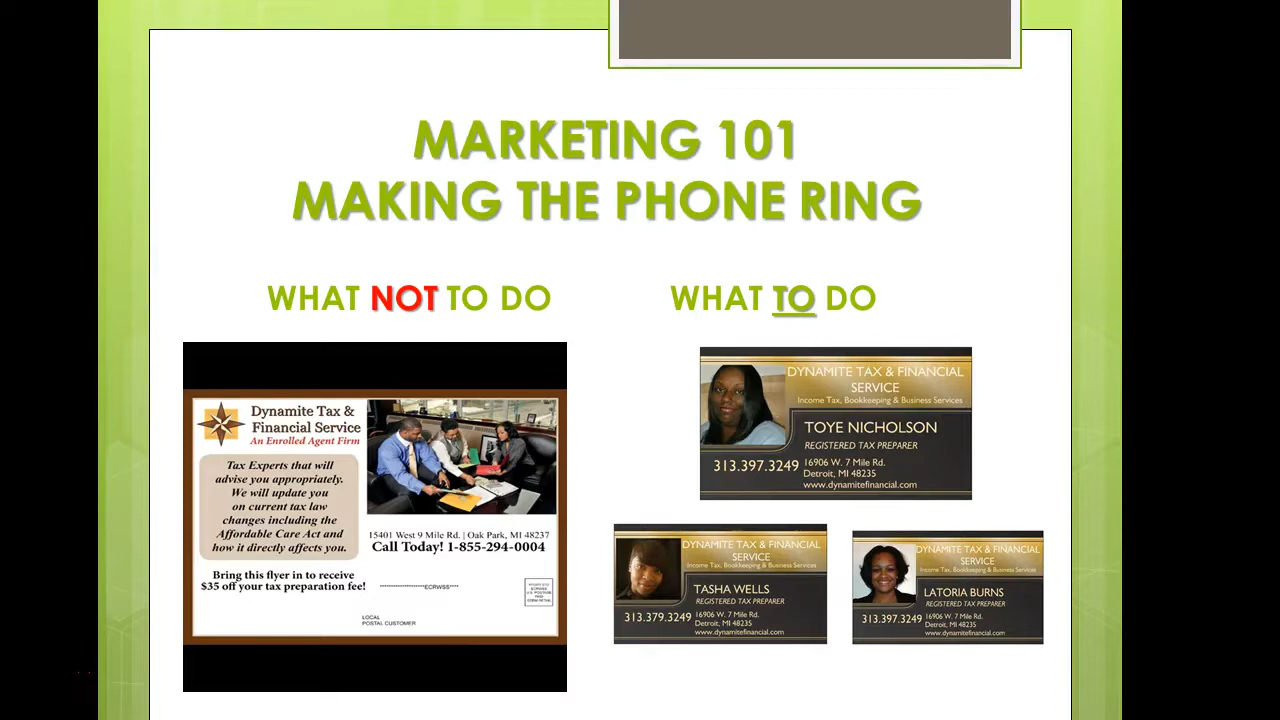 MARKETING 101
MAKING THE PHONE RING
WHAT NOT TO DO
Dynamite Tax &
Financial Service
An Enrolled Agent Firm
Tax Experts that will
advise you appropriately.
We will update you
on current tax law
changes including the
Affordable Care Act and
how it directly affects you.
Bring this flyer in to receive
$35 off your tax preparation fee!
15401 West 9 Mile Rd. | Oak Park, MI 48237
Call Today! 1-855-294-0004
ECRWSS
LOCAL
POSTAL CUSTOMER
WHAT TO DO
DYNAMITE TAX & FINANCIAL
SERVICE
Income Tax, Bookkeeping & Business Services
TOYE NICHOLSON
REGISTERED TAX PREPARER
313.397.3249
16906 W. 7 Mile Rd.
Detroit, MI 48235
www.dynamitefinancial.com
DYNAMITE TAX & FINANCIAL
SERVICE
Income Tax, Bookkeeping & Business Services
TASHA WELLS
REGISTERED TAX PREPARER
313.379.3249
16906 W. 7 Mile Rd.
Detroit, MI 48235
www.dynamitefinancial.com
DYNAMITE TAX & FINANCIAL
SERVICE
Income Tax, Bookkeeping & Business Services
LATORIA BURNS
REGISTERED TAX PREPARER
313.397.3249
16906 W. 7 Mile Rd.
Detroit, MI 48235
www.dynamitefinancial.com